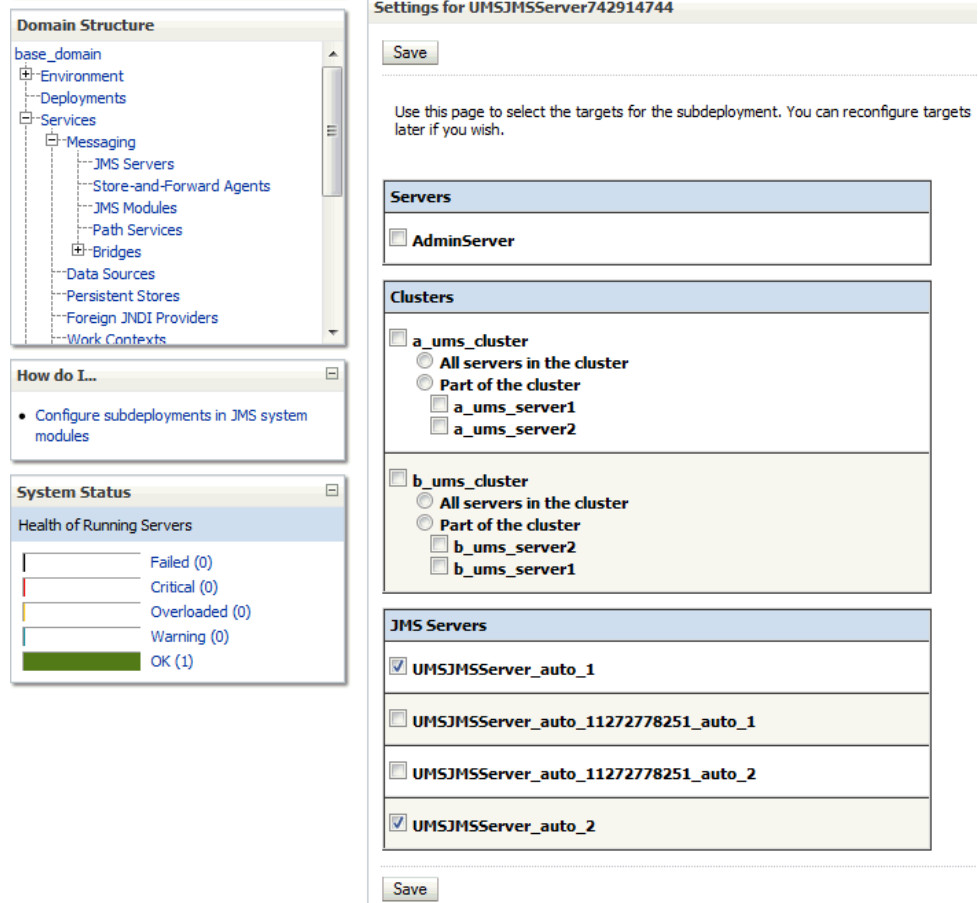 Domain Structure
base_domain
Environment
Deployments
Services
Messaging
JMS Servers
Store-and-Forward Agents
JMS Modules
Path Services
Bridges
Data Sources
Persistent Stores
Foreign JNDI Providers
Work Contexts
How do I...
Configure subdeployments in JMS system
modules
System Status
Health of Running Servers
Failed (0)
Critical (0)
Overloaded (0)
Warning (0)
OK (1)
Settings for UMSJMSServer742914744
Save
Use this page to select the targets for the subdeployment. You can reconfigure targets
later if you wish.
Servers
AdminServer
Clusters
a_ums_cluster
All servers in the cluster
Part of the cluster
a_ums_server1
a_ums_server2
b_ums_cluster
All servers in the cluster
Part of the cluster
b_ums_server2
b_ums_server1
JMS Servers
UMSJMSServer_auto_1
UMSJMSServer_auto_11272778251_auto_1
UMSJMSServer_auto_11272778251_auto_2
UMSJMSServer_auto_2
Save